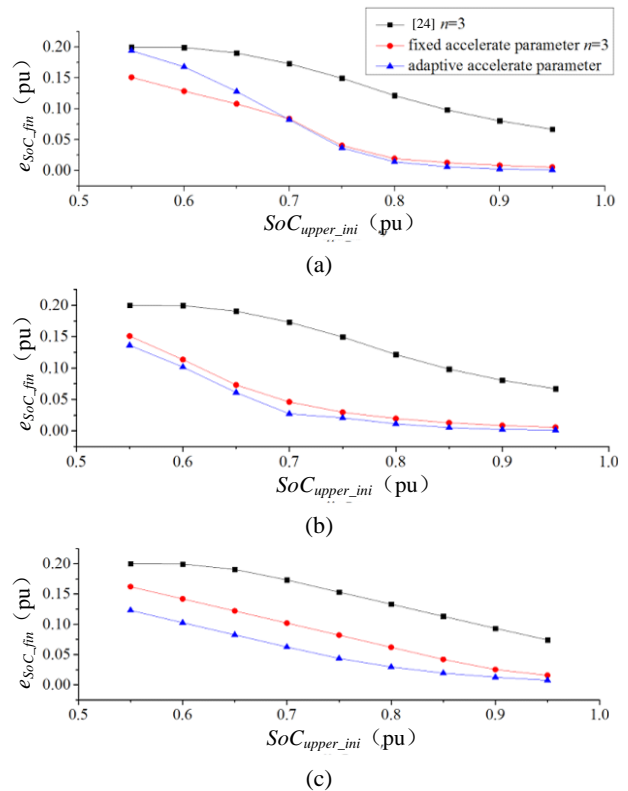 [24] n=3
fixed accelerate parameter n=3
adaptive accelerate parameter
0.20
0.15
0.10
0.05
0.00
e_SoC_fin（pu）
0.5 0.6 0.7 0.8 0.9 1.0
SoC_upper_ini（pu）
(a)
0.20
0.15
0.10
0.05
0.00
e_SoC_fin（pu）
0.5 0.6 0.7 0.8 0.9 1.0
SoC_upper_ini（pu）
(b)
0.20
0.15
0.10
0.05
0.00
e_SoC_fin（pu）
0.5 0.6 0.7 0.8 0.9 1.0
SoC_upper_ini（pu）
(c)